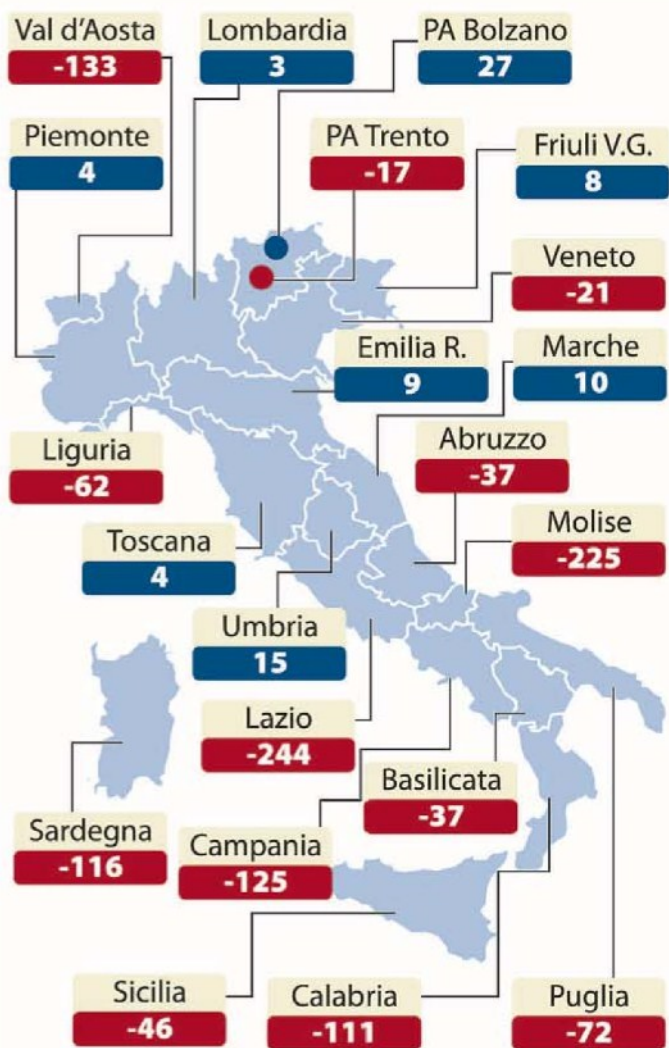 Val d'Aosta
-133
Lombardia
3
PA Bolzano
27
Piemonte
4
PA Trento
-17
Friuli V.G.
8
Veneto
-21
Emilia R.
9
Marche
10
Liguria
-62
Abruzzo
-37
Toscana
4
Molise
-225
Umbria
15
Lazio
-244
Basilicata
-37
Sardegna
-116
Campania
-125
Sicilia
-46
Calabria
-111
Puglia
-72